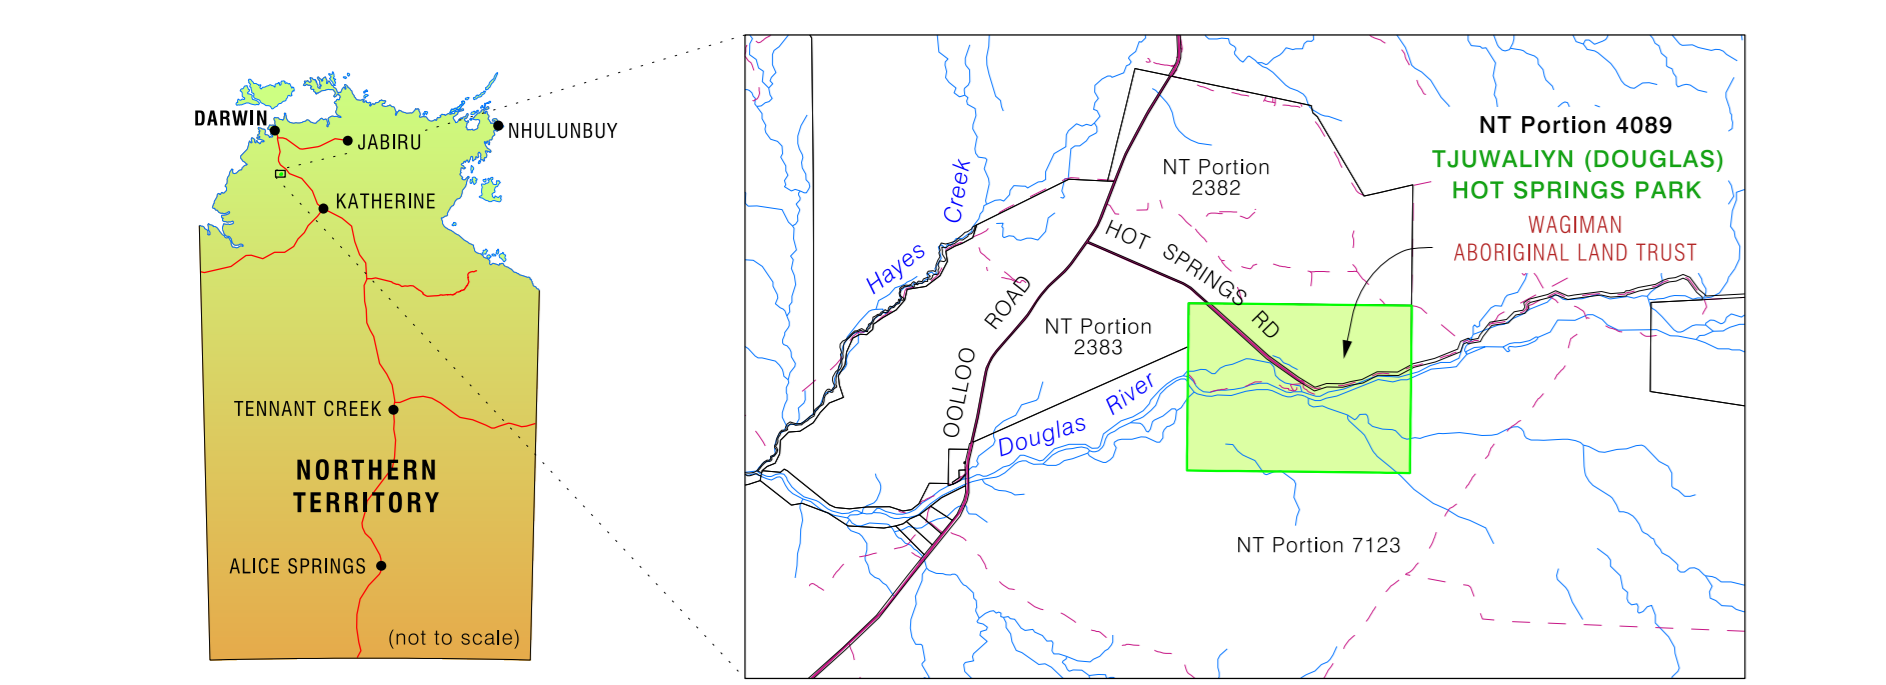 DARWIN
JABIRU
NHULUNBUY
KATHERINE
TENNANT CREEK
NORTHERN
TERRITORY
ALICE SPRINGS
(not to scale)
NT Portion 4089
TJUWALIYN (DOUGLAS)
HOT SPRINGS PARK
WAGIMAN
ABORIGINAL LAND TRUST
NT Portion
2382
Hayes Creek
HOT SPRINGS RD
OOLLOO ROAD
NT Portion
2383
Douglas River
NT Portion 7123